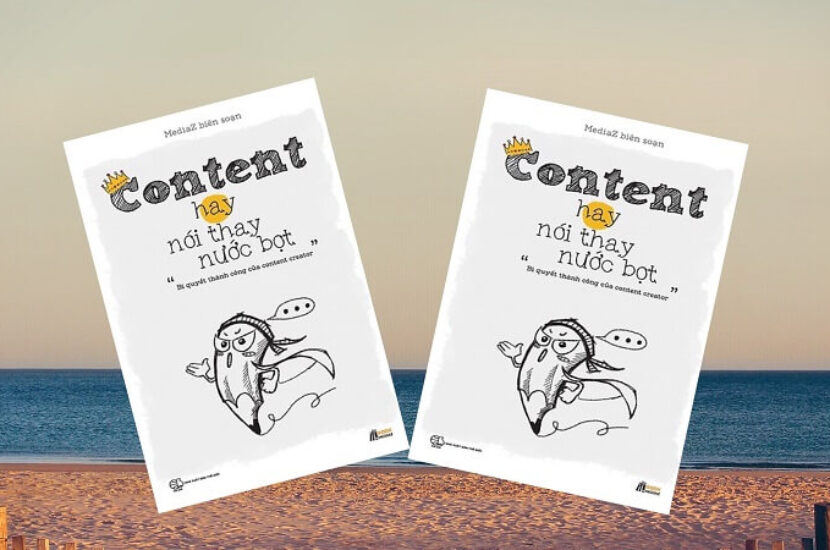 MediaZ biên soạn
Content
hay
nói thay
nước bọt
“ Bí quyết thành công của content creator ”
MediaZ biên soạn
Content
hay
nói thay
nước bọt
“ Bí quyết thành công của content creator ”